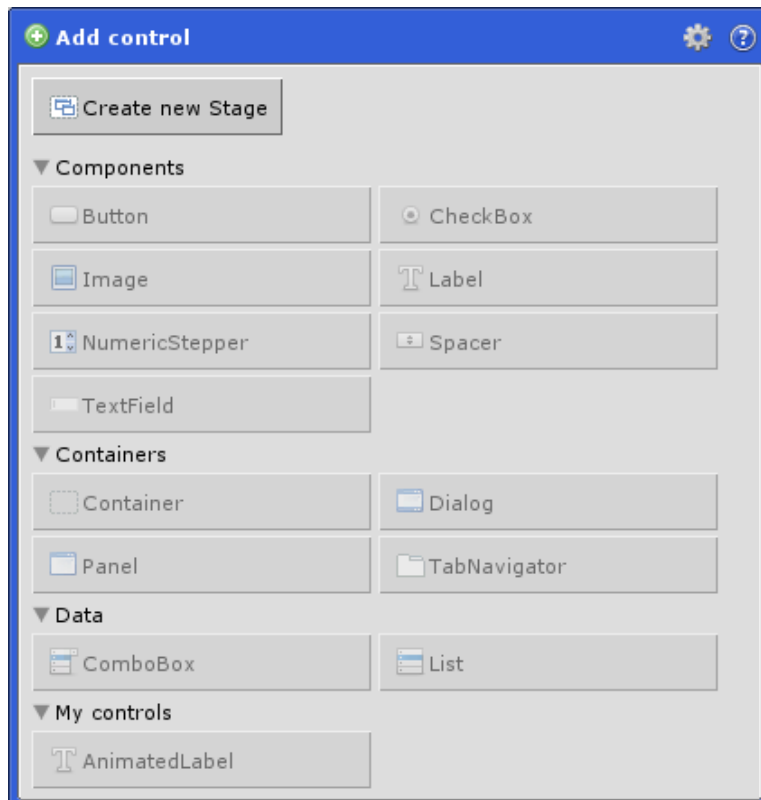 Add control
?
Create new Stage
Components
Button
CheckBox
Image
Label
1 NumericStepper
Spacer
TextField
Containers
Container
Dialog
Panel
TabNavigator
Data
ComboBox
List
My controls
AnimatedLabel